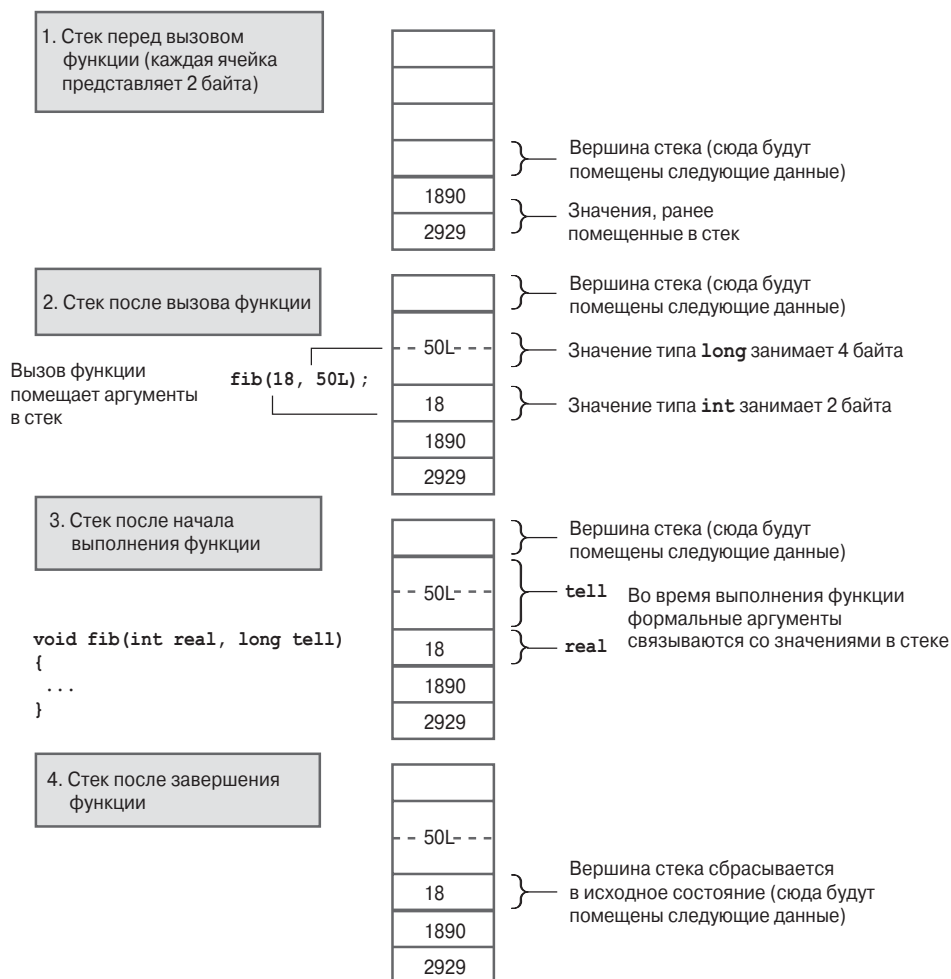 1. Стек перед вызовом
функции (каждая ячейка
представляет 2 байта)
Вершина стека (сюда будут
помещены следующие данные)
1890
2929
Значения, ранее
помещенные в стек
2. Стек после вызова функции
Вершина стека (сюда будут
помещены следующие данные)
50L
Значение типа long занимает 4 байта
Вызов функции
помещает аргументы
в стек
fib(18, 50L);
18
Значение типа int занимает 2 байта
1890
2929
3. Стек после начала
выполнения функции
Вершина стека (сюда будут
помещены следующие данные)
50L
tell
Во время выполнения функции
формальные аргументы
связываются со значениями в стеке
void fib(int real, long tell)
{
...
}
18
real
1890
2929
4. Стек после завершения
функции
50L
18
Вершина стека сбрасывается
в исходное состояние (сюда будут
помещены следующие данные)
1890
2929